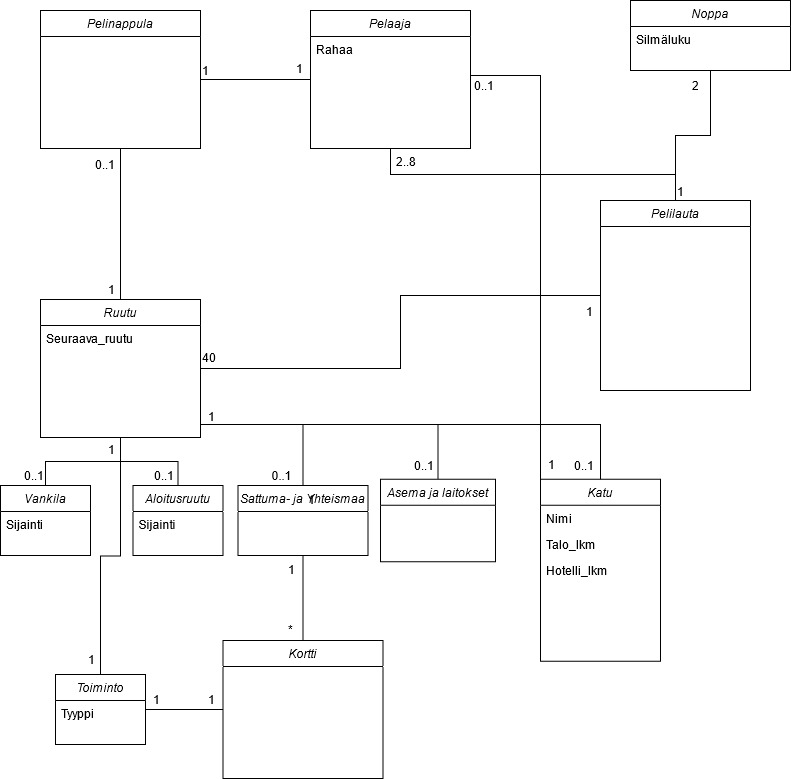 Noppa
Silmäluku
Pelinappula
Pelaaja
Rahaa
1
1
0..1
2
0..1
2..8
1
Pelilauta
1
Ruutu
Seuraava_ruutu
1
40
1
1
0..1
0..1
0..1
0..1
1
0..1
Vankila
Sijainti
Aloitusruutu
Sijainti
Sattuma- ja Yhteismaa
Asema ja laitokset
Katu
Nimi
Talo_lkm
Hotelli_lkm
1
*
Kortti
1
Toiminto
Tyyppi
1
1